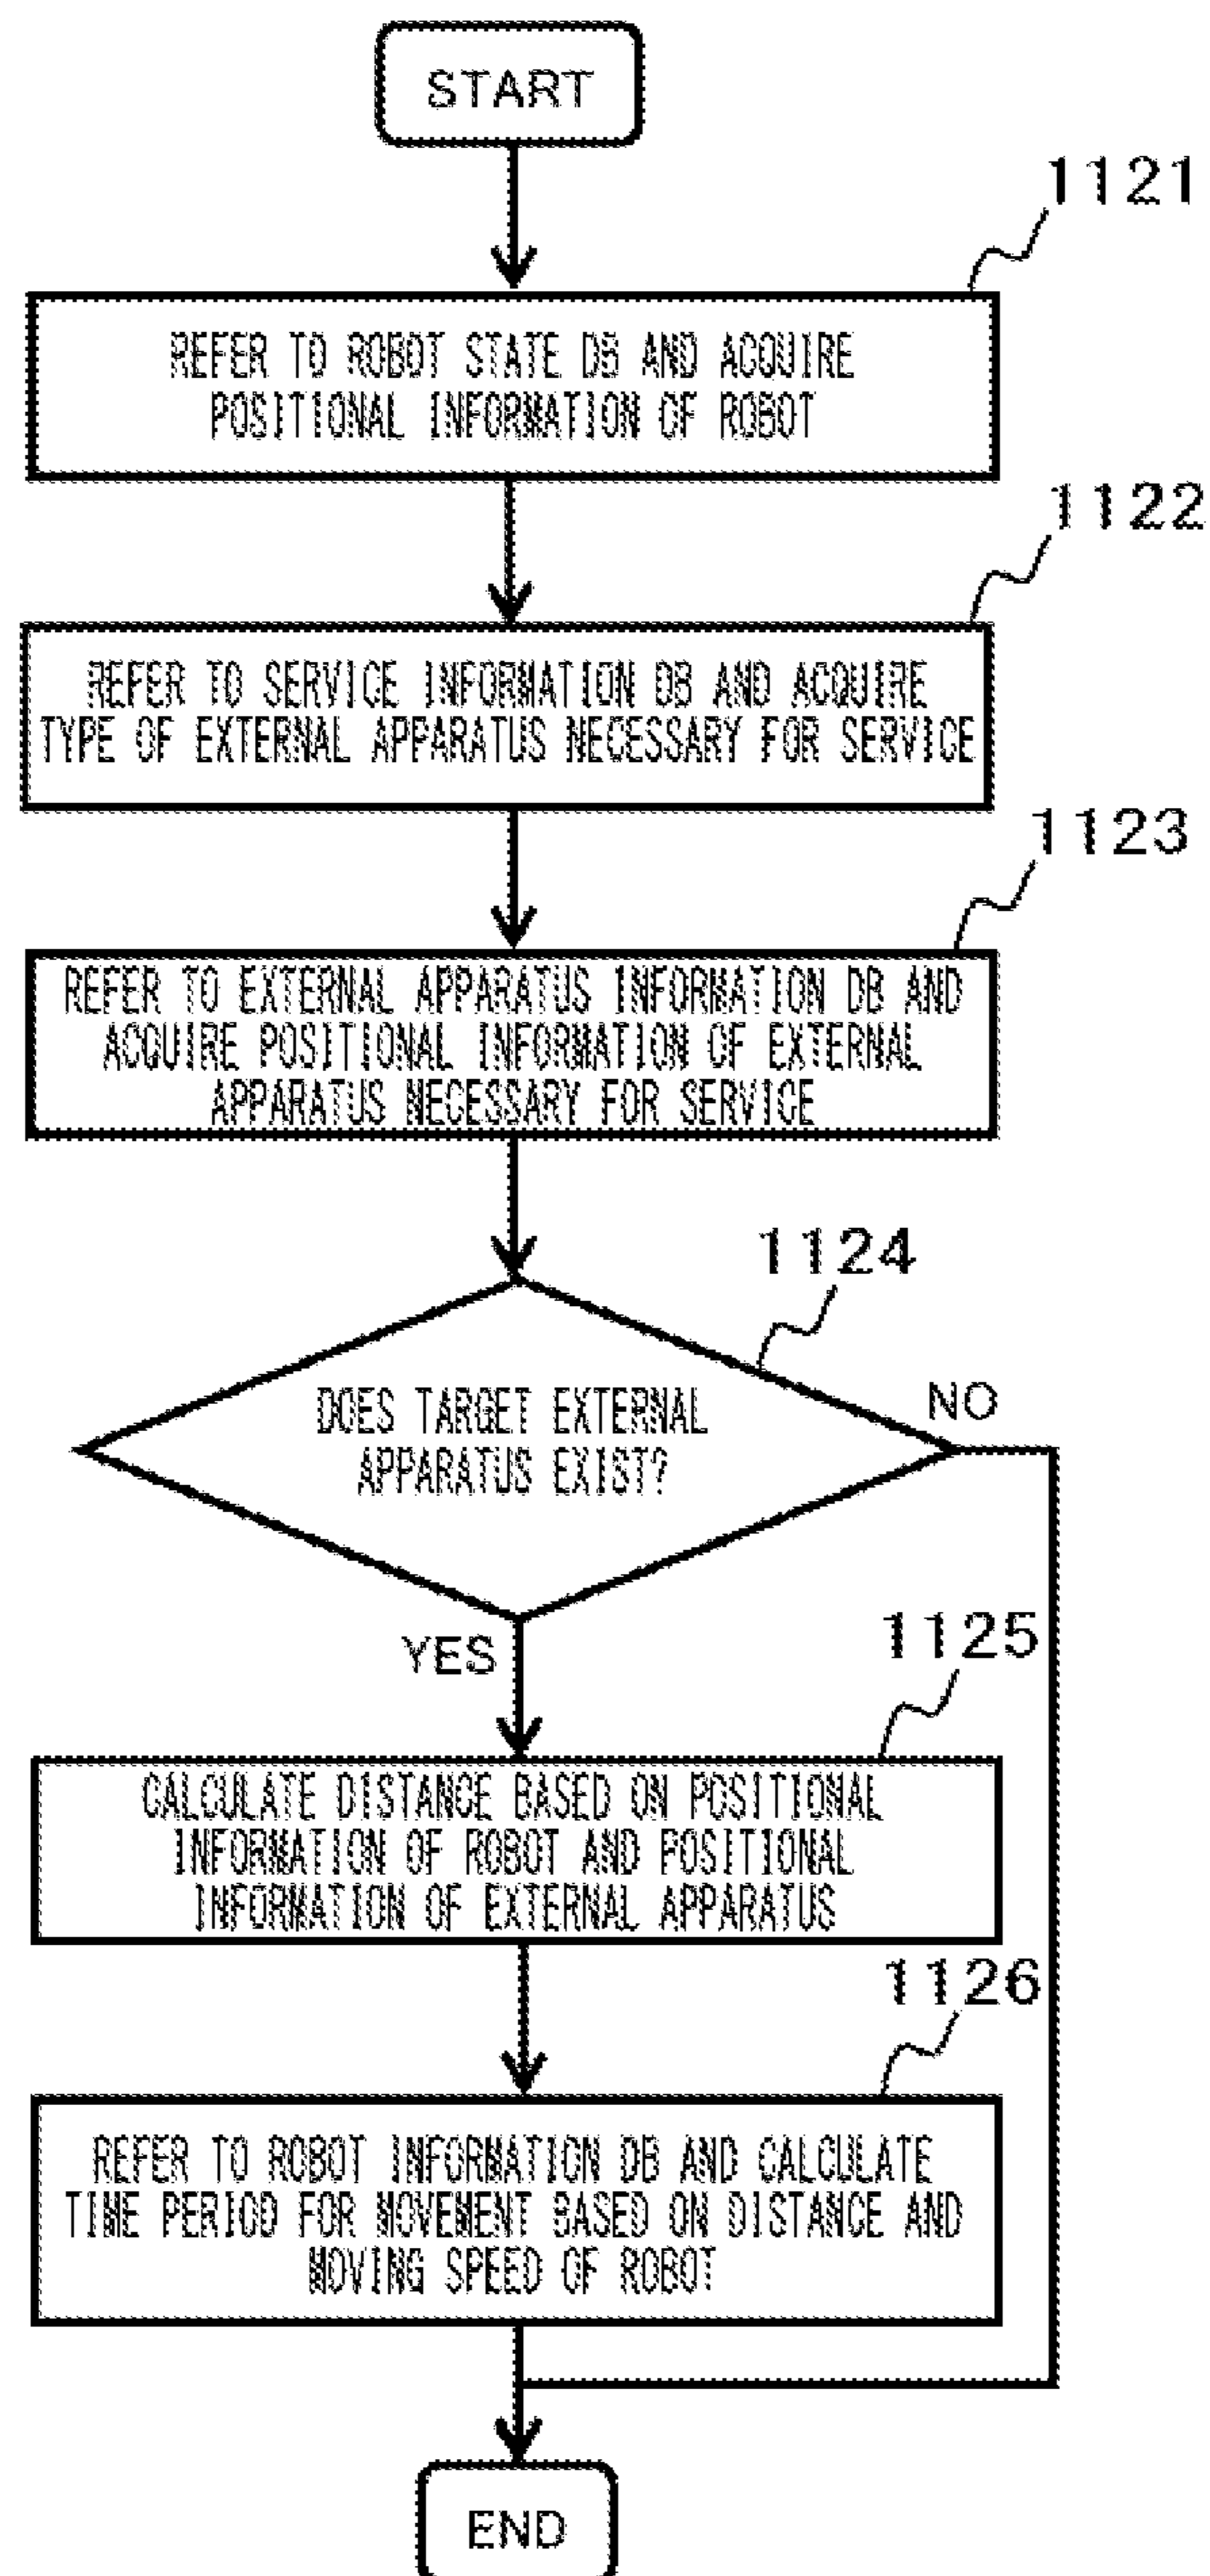 START
1121
REFER TO ROBOT STATE DB AND ACQUIRE
POSITIONAL INFORMATION OF ROBOT
1122
REFER TO SERVICE INFORMATION DB AND ACQUIRE
TYPE OF EXTERNAL APPARATUS NECESSARY FOR SERVICE
1123
REFER TO EXTERNAL APPARATUS INFORMATION DB AND
ACQUIRE POSITIONAL INFORMATION OF EXTERNAL
APPARATUS NECESSARY FOR SERVICE
1124
DOES TARGET EXTERNAL
APPARATUS EXIST?
NO
YES
1125
CALCULATE DISTANCE BASED ON POSITIONAL
INFORMATION OF ROBOT AND POSITIONAL
INFORMATION OF EXTERNAL APPARATUS
1126
REFER TO ROBOT INFORMATION DB AND CALCULATE
TIME PERIOD FOR MOVEMENT BASED ON DISTANCE AND
MOVING SPEED OF ROBOT
END